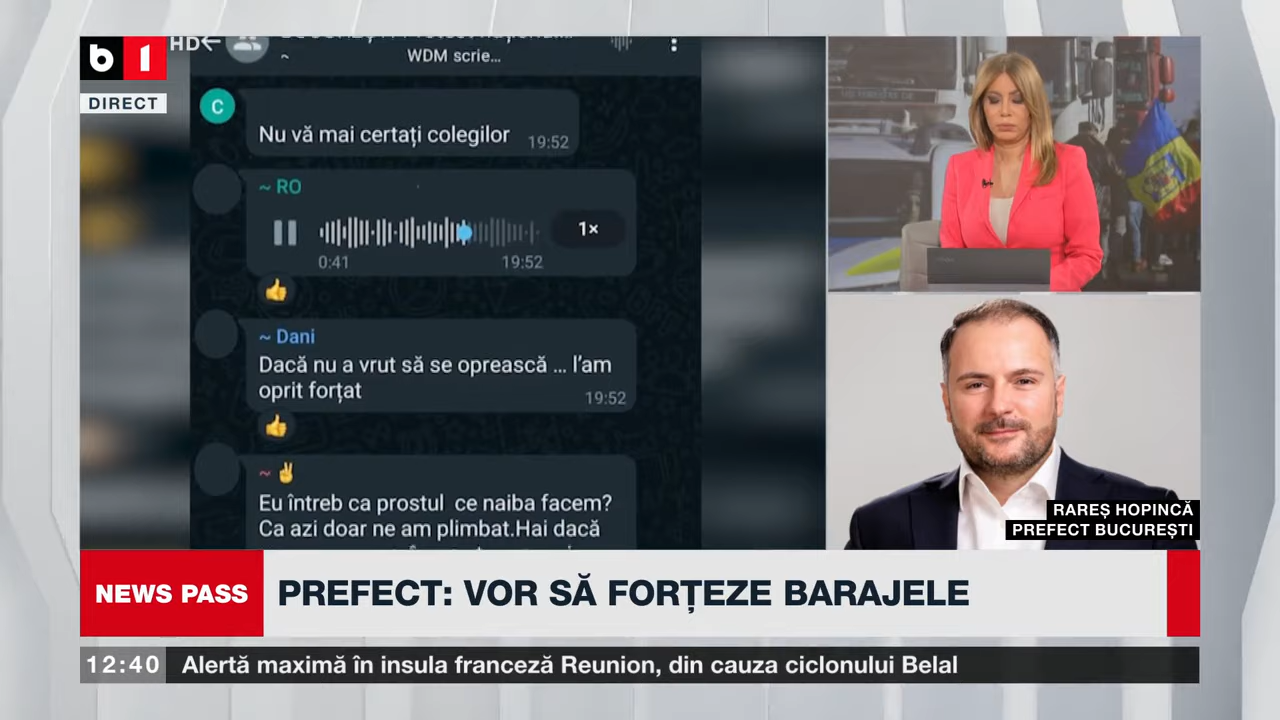 b1
HD
DIRECT
WDM scrie...
C
Nu vă mai certați colegilor
19:52
~ RO
1×
0:41
19:52
~ Dani
Dacă nu a vrut să se oprească ... l'am
oprit forțat
19:52
~ ✌
Eu întreb ca prostul ce naiba facem?
Ca azi doar ne am plimbat.Hai dacă
RAREȘ HOPINCĂ
PREFECT BUCUREȘTI
NEWS PASS
PREFECT: VOR SĂ FORȚEZE BARAJELE
12:40
Alertă maximă în insula franceză Reunion, din cauza ciclonului Belal